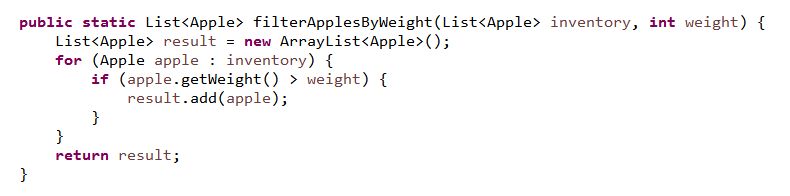 public static List<Apple> filterApplesByWeight(List<Apple> inventory, int weight) {
    List<Apple> result = new ArrayList<Apple>();
    for (Apple apple : inventory) {
        if (apple.getWeight() > weight) {
            result.add(apple);
        }
    }
    return result;
}